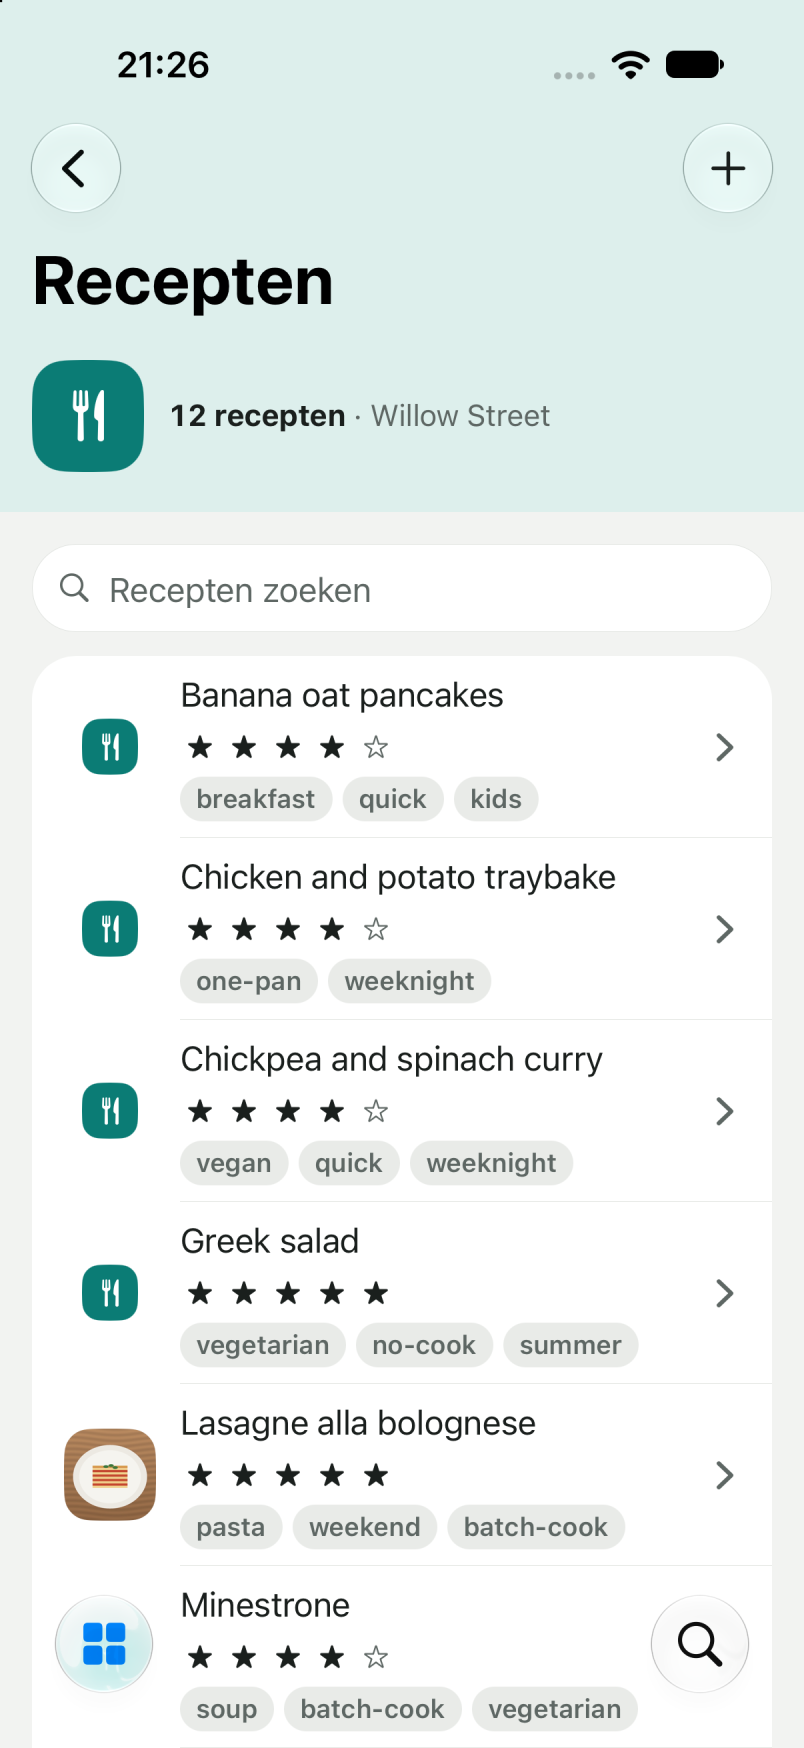 21:26
Recepten
12 recepten · Willow Street
Recepten zoeken
Banana oat pancakes
breakfast quick kids
Chicken and potato traybake
one-pan weeknight
Chickpea and spinach curry
vegan quick weeknight
Greek salad
vegetarian no-cook summer
Lasagne alla bolognese
pasta weekend batch-cook
Minestrone
soup batch-cook vegetarian